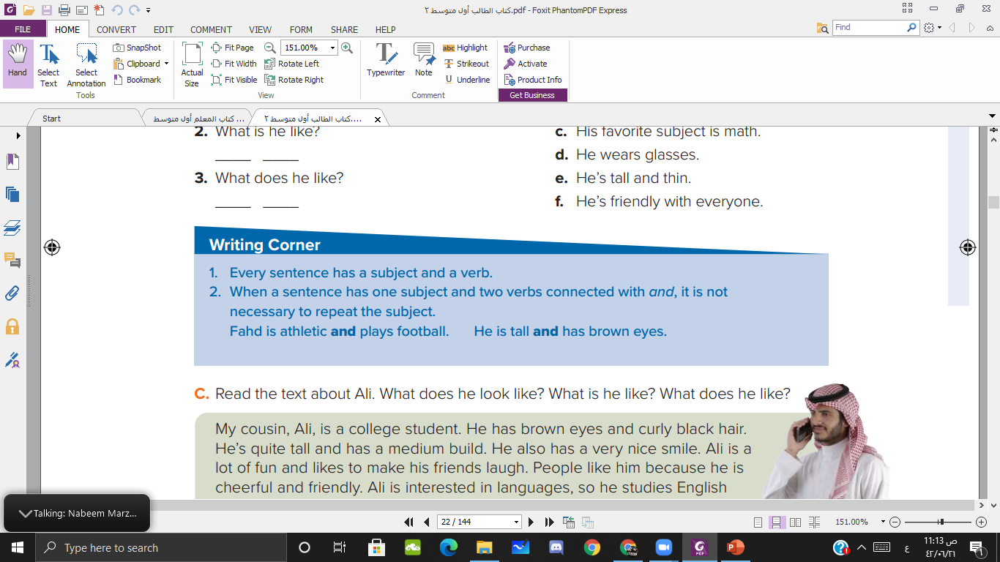 كتاب الطالب أول متوسط ٢.pdf - Foxit PhantomPDF Express
FILE HOME CONVERT EDIT COMMENT VIEW FORM SHARE HELP
Find
Hand
Select Text
Select Annotation
SnapShot
Clipboard
Bookmark
Tools
Actual Size
Fit Page
Fit Width
Fit Visible
151.00%
Rotate Left
Rotate Right
View
Typewriter
Note
Highlight
Strikeout
Underline
Comment
Purchase
Activate
Product Info
Get Business
Start
كتاب المعلم أول متوسط ...
كتاب الطالب أول متوسط ٢....
2. What is he like?
____ ____
3. What does he like?
____ ____
c. His favorite subject is math.
d. He wears glasses.
e. He's tall and thin.
f. He's friendly with everyone.
Writing Corner
1. Every sentence has a subject and a verb.
2. When a sentence has one subject and two verbs connected with and, it is not
necessary to repeat the subject.
Fahd is athletic and plays football. He is tall and has brown eyes.
C. Read the text about Ali. What does he look like? What is he like? What does he like?
My cousin, Ali, is a college student. He has brown eyes and curly black hair.
He's quite tall and has a medium build. He also has a very nice smile. Ali is a
lot of fun and likes to make his friends laugh. People like him because he is
cheerful and friendly. Ali is interested in languages, so he studies English
Talking: Nabeem Marz...
22 / 144
151.00%
Type here to search
ع
11:13 ص
٤٢/٠٦/٢١